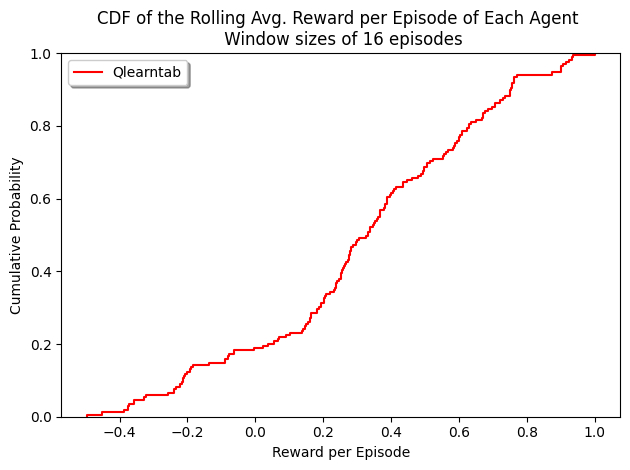 CDF of the Rolling Avg. Reward per Episode of Each Agent
Window sizes of 16 episodes
Qlearntab
Cumulative Probability
1.0
0.8
0.6
0.4
0.2
0.0
−0.4 −0.2 0.0 0.2 0.4 0.6 0.8 1.0
Reward per Episode